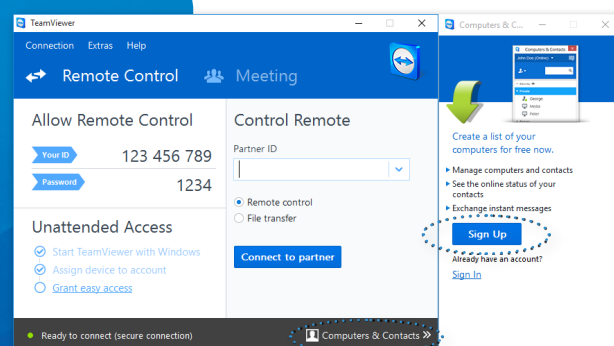 TeamViewer
Connection Extras Help
Remote Control
Meeting
Allow Remote Control
Your ID
123 456 789
Password
1234
Unattended Access
Start TeamViewer with Windows
Assign device to account
Grant easy access
Control Remote
Partner ID
Remote control
File transfer
Connect to partner
Ready to connect (secure connection)
Computers & Contacts
Computers & C...
Computers & Contacts
John Doe (Online)
George
Create a list of your
computers for free now.
Manage computers and contacts
See the online status of your
contacts
Exchange instant messages
Sign Up
Already have an account?
Sign In